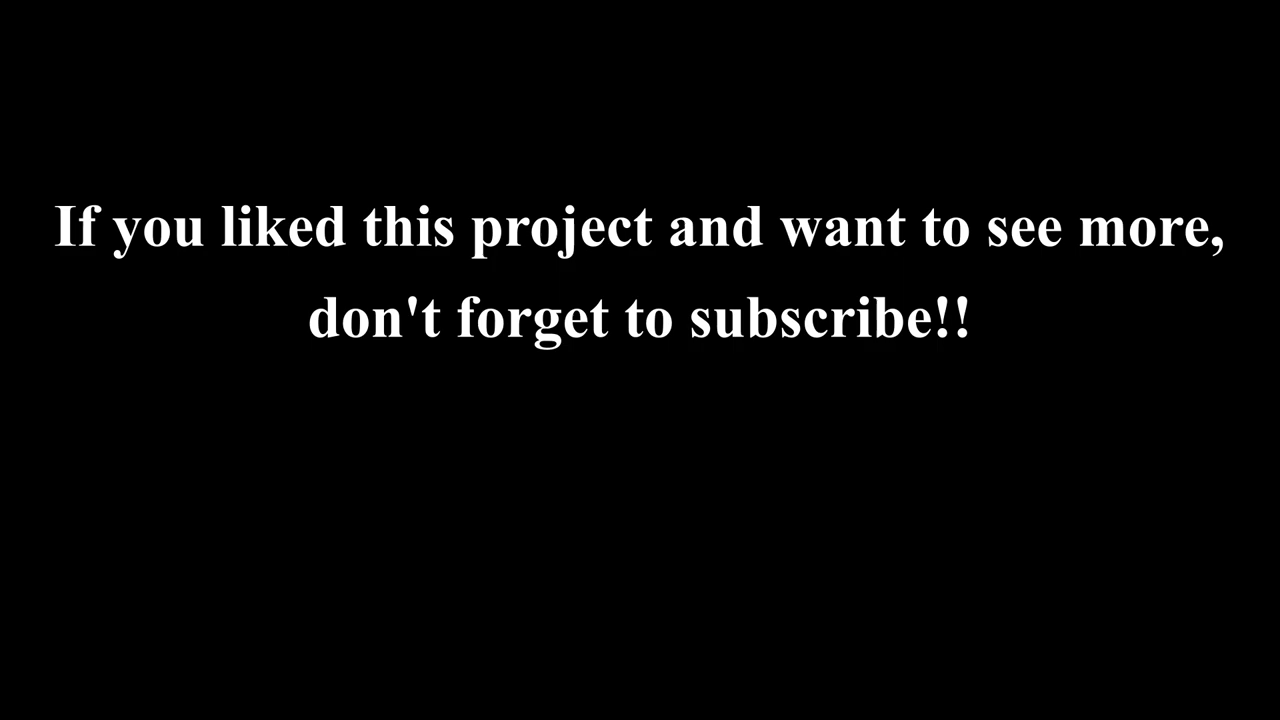 If you liked this project and want to see more,
don't forget to subscribe!!